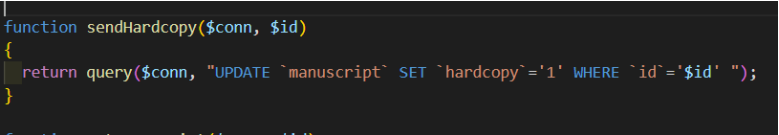 function sendHardcopy($conn, $id)
{
  return query($conn, "UPDATE `manuscript` SET `hardcopy`='1' WHERE `id`='$id' ");
}